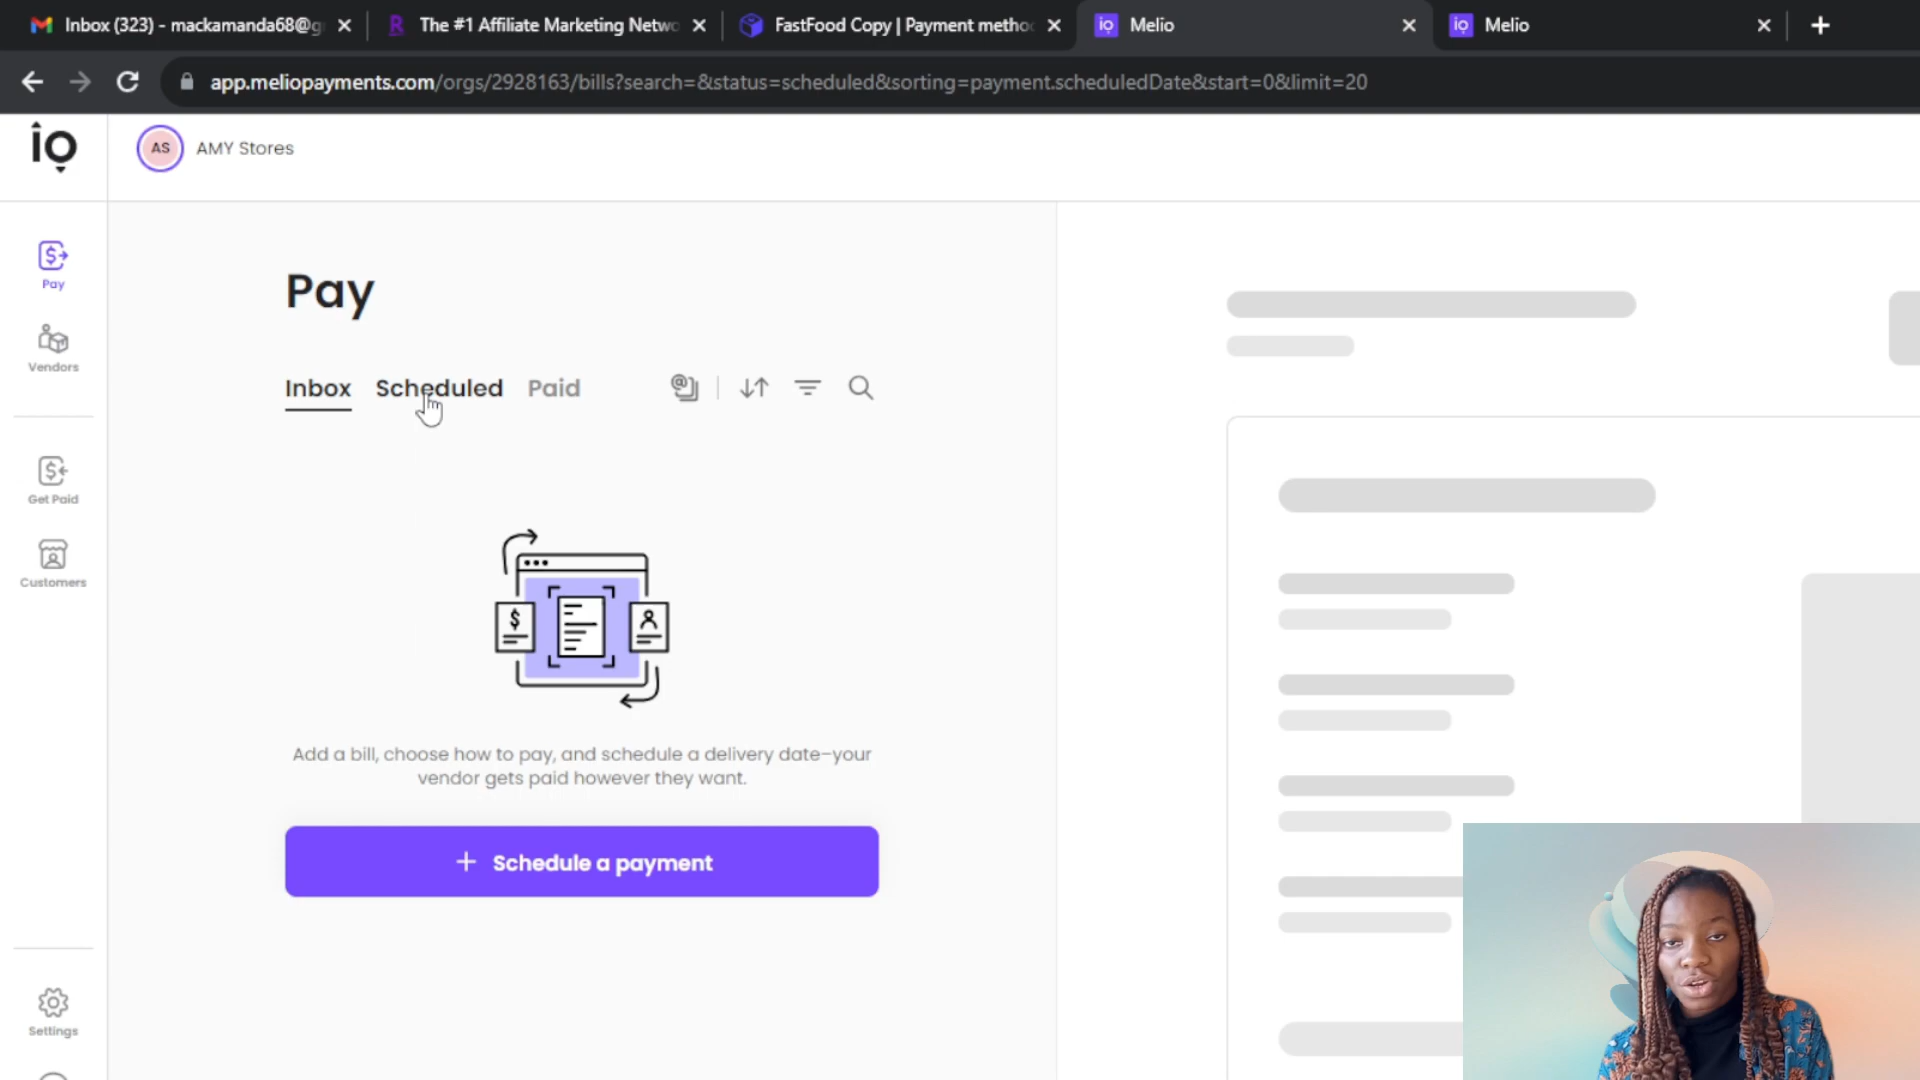 Inbox (323) - mackamanda68@g
The #1 Affiliate Marketing Netwo
FastFood Copy | Payment metho
Melio
Melio
app.meliopayments.com/orgs/2928163/bills?search=&status=scheduled&sorting=payment.scheduledDate&start=0&limit=20
io
AS
AMY Stores
Pay
Vendors
Get Paid
Customers
Settings
Pay
Inbox
Scheduled
Paid
Add a bill, choose how to pay, and schedule a delivery date–your
vendor gets paid however they want.
+ Schedule a payment